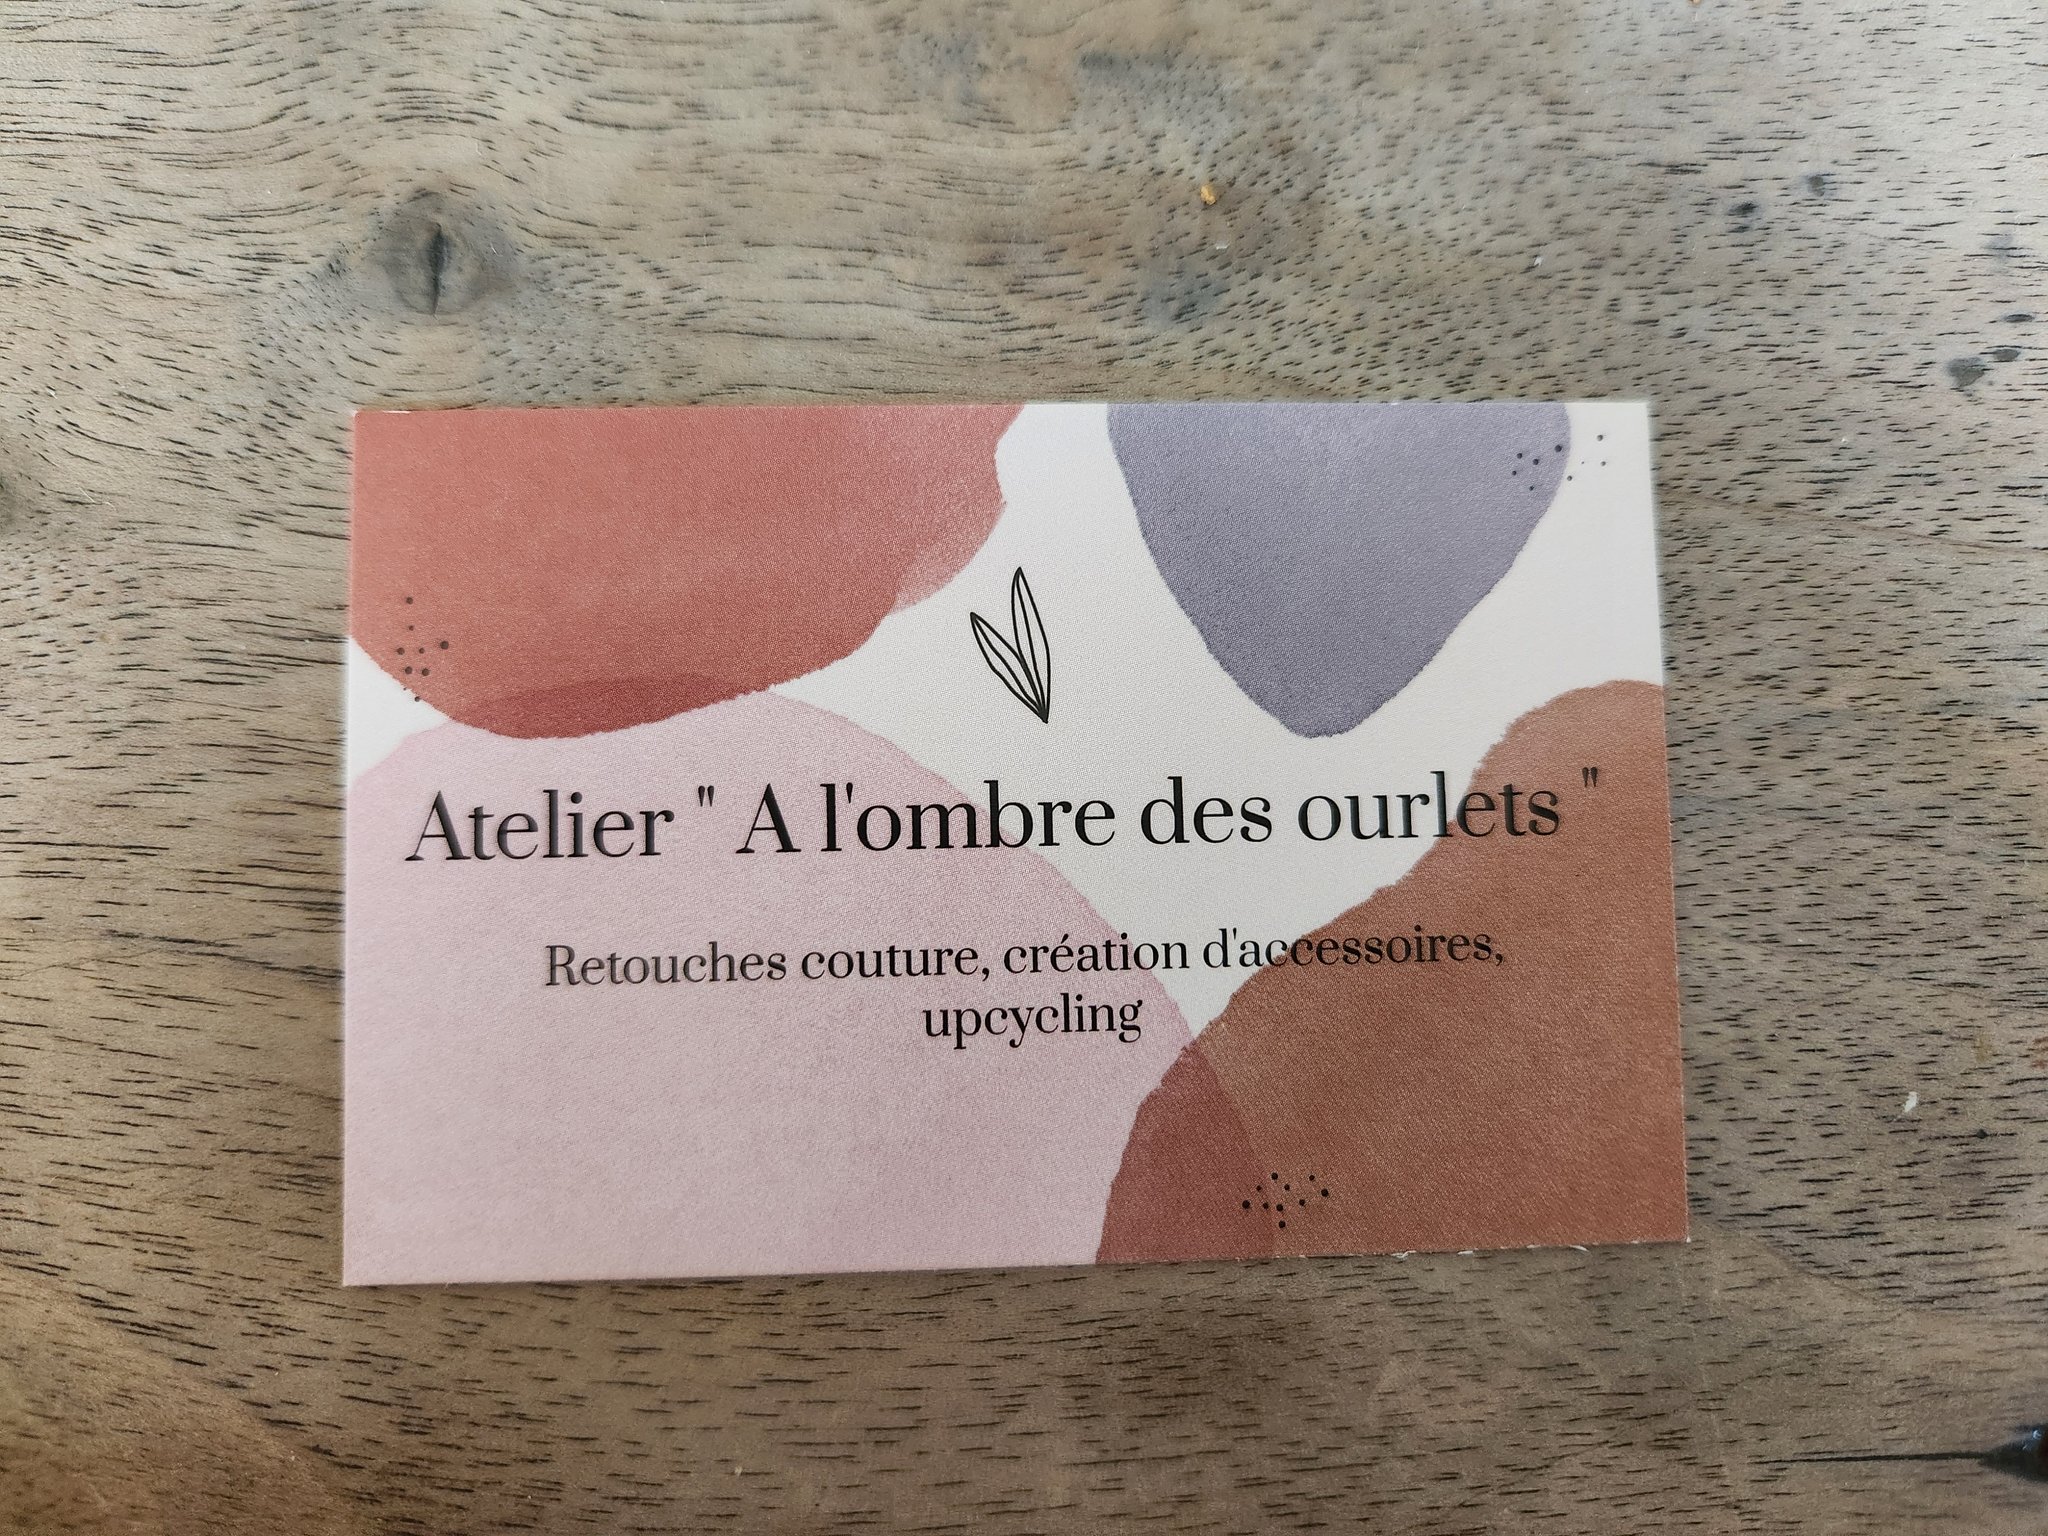 Atelier " A l'ombre des ourlets "
Retouches couture, création d'accessoires,
upcycling